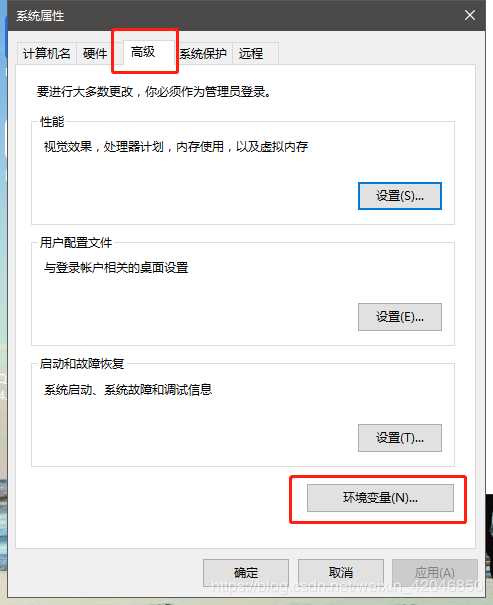 系统属性
计算机名 硬件 高级 系统保护 远程
要进行大多数更改，你必须作为管理员登录。
性能
视觉效果，处理器计划，内存使用，以及虚拟内存
设置(S)...
用户配置文件
与登录帐户相关的桌面设置
设置(E)...
启动和故障恢复
系统启动、系统故障和调试信息
设置(T)...
环境变量(N)...
确定 取消 应用(A)
https://blog.csdn.net/weixin_42046850